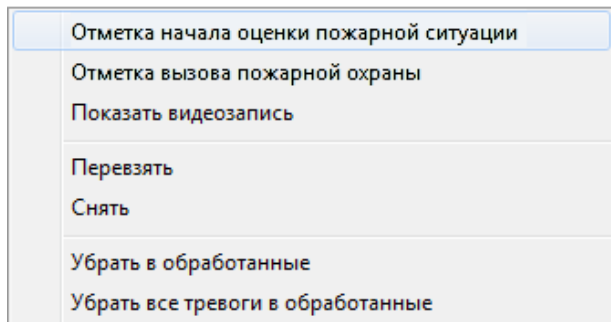 Отметка начала оценки пожарной ситуации
Отметка вызова пожарной охраны
Показать видеозапись
Перевзять
Снять
Убрать в обработанные
Убрать все тревоги в обработанные